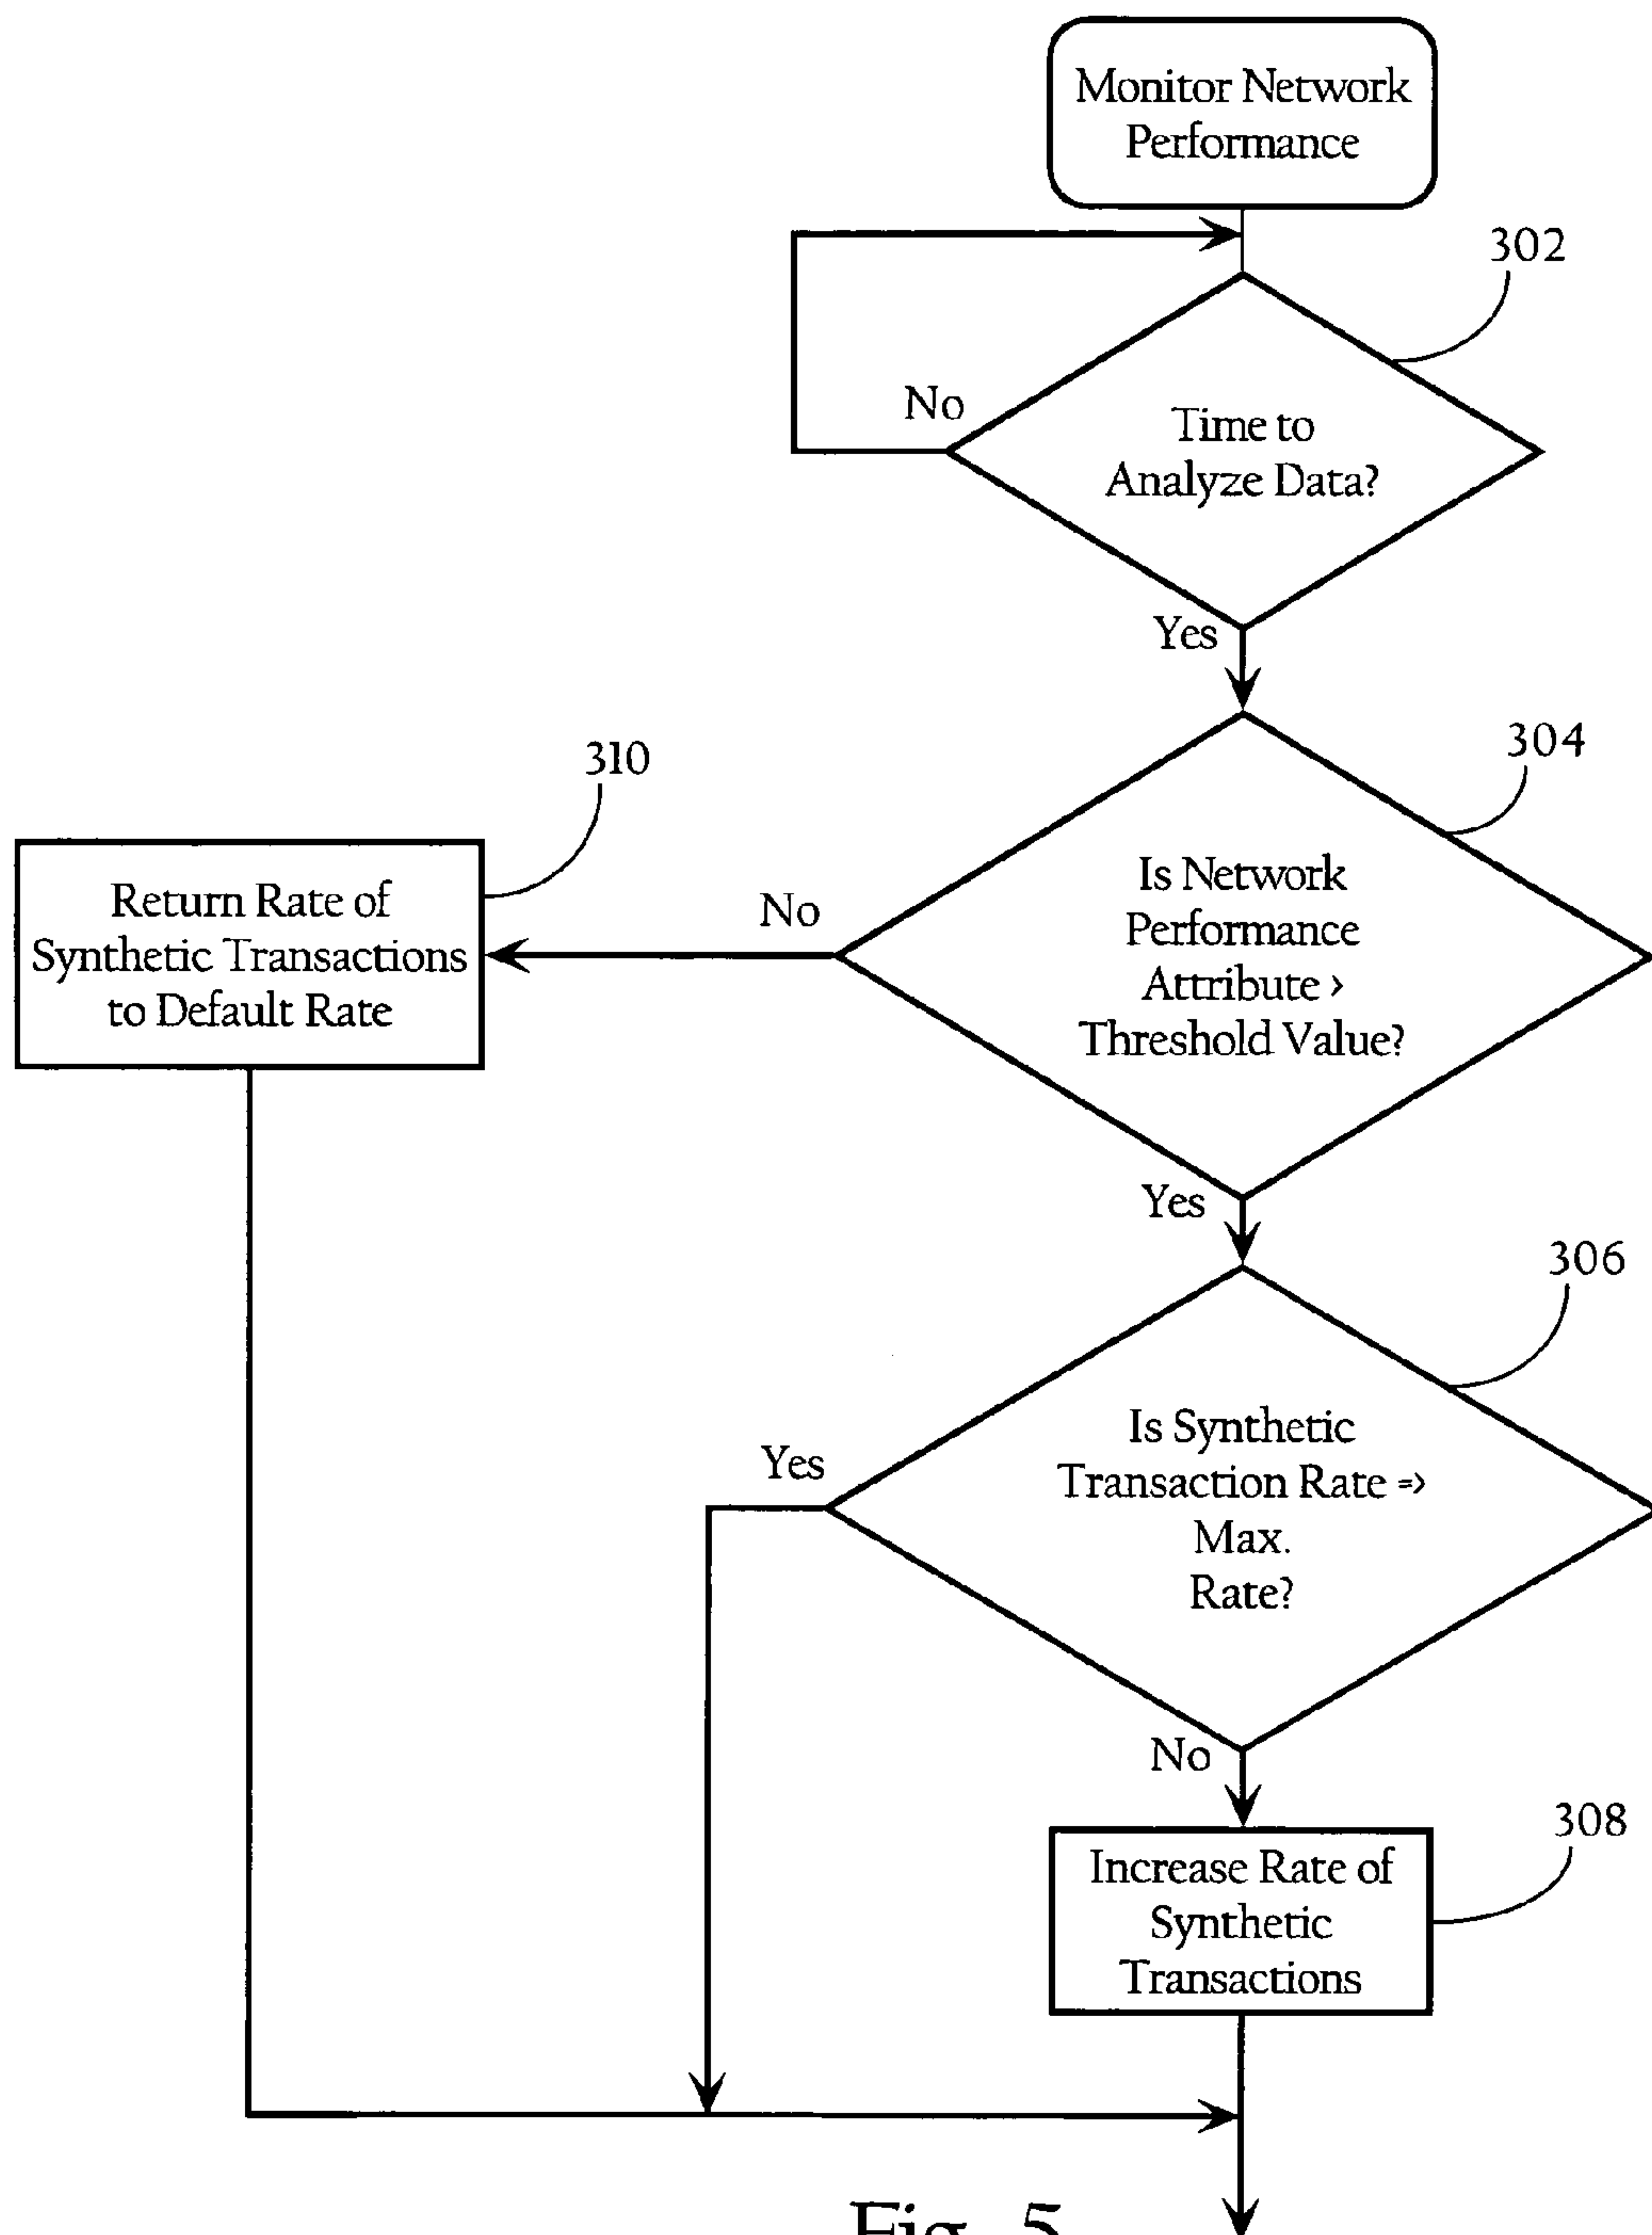 Monitor Network
Performance
302
No
Time to
Analyze Data?
Yes
304
310
Is Network
Performance
Attribute >
Threshold Value?
No
Return Rate of
Synthetic Transactions
to Default Rate
Yes
306
Is Synthetic
Transaction Rate =>
Max.
Rate?
Yes
No
308
Increase Rate of
Synthetic
Transactions
Fig. 5